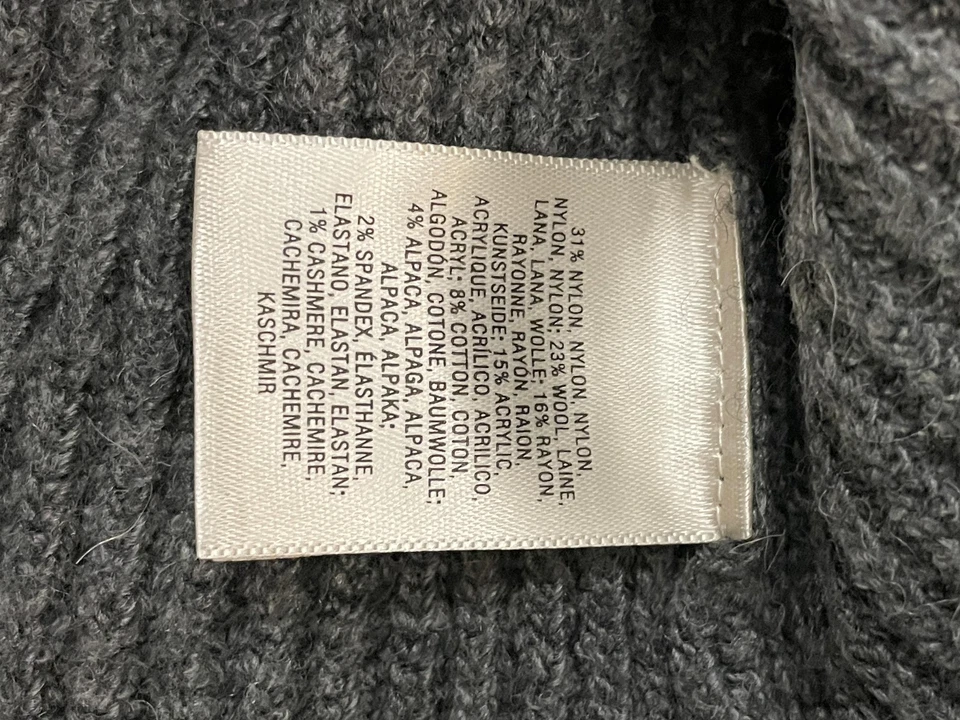 31% NYLON, NYLON, NYLON
NYLON, NYLON; 23% WOOL, LAINE,
LANA, LANA, WOLLE; 16% RAYON,
RAYONNE, RAYÓN, RAION,
KUNSTSEIDE; 15% ACRYLIC,
ACRYLIQUE, ACRÍLICO, ACRILICO,
ACRYL; 8% COTTON, COTON,
ALGODÓN, COTONE, BAUMWOLLE;
4% ALPACA, ALPAGA, ALPACA,
ALPACA, ALPAKA;
2% SPANDEX, ÉLASTHANNE,
ELASTANO, ELASTAN, ELASTAN;
1% CASHMERE, CACHEMIRE,
CACHEMIRA, CACHEMIRE,
KASCHMIR